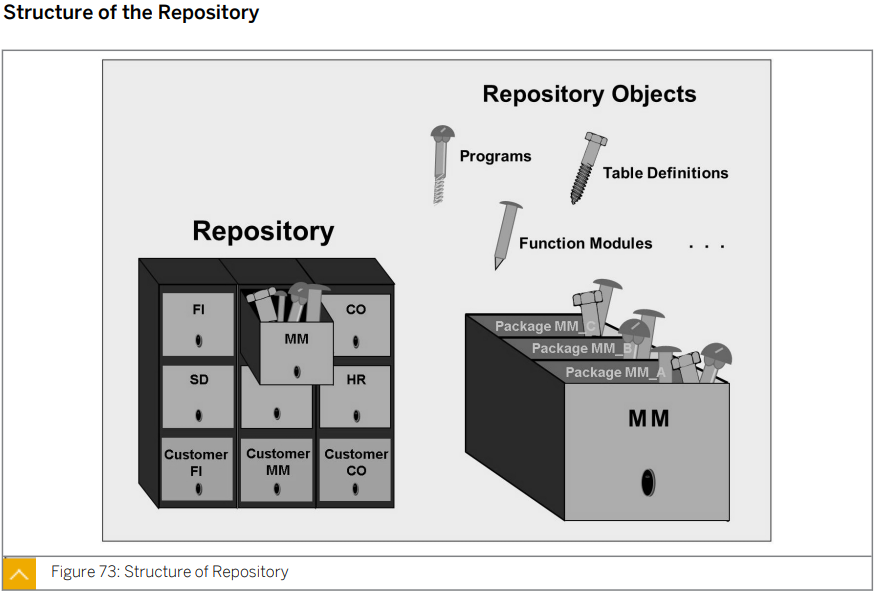 Structure of the Repository
Repository Objects
Programs
Table Definitions
Function Modules
. . .
Repository
FI
MM
CO
SD
HR
Customer
FI
Customer
MM
Customer
CO
Package MM_C
Package MM_B
Package MM_A
MM
Figure 73: Structure of Repository